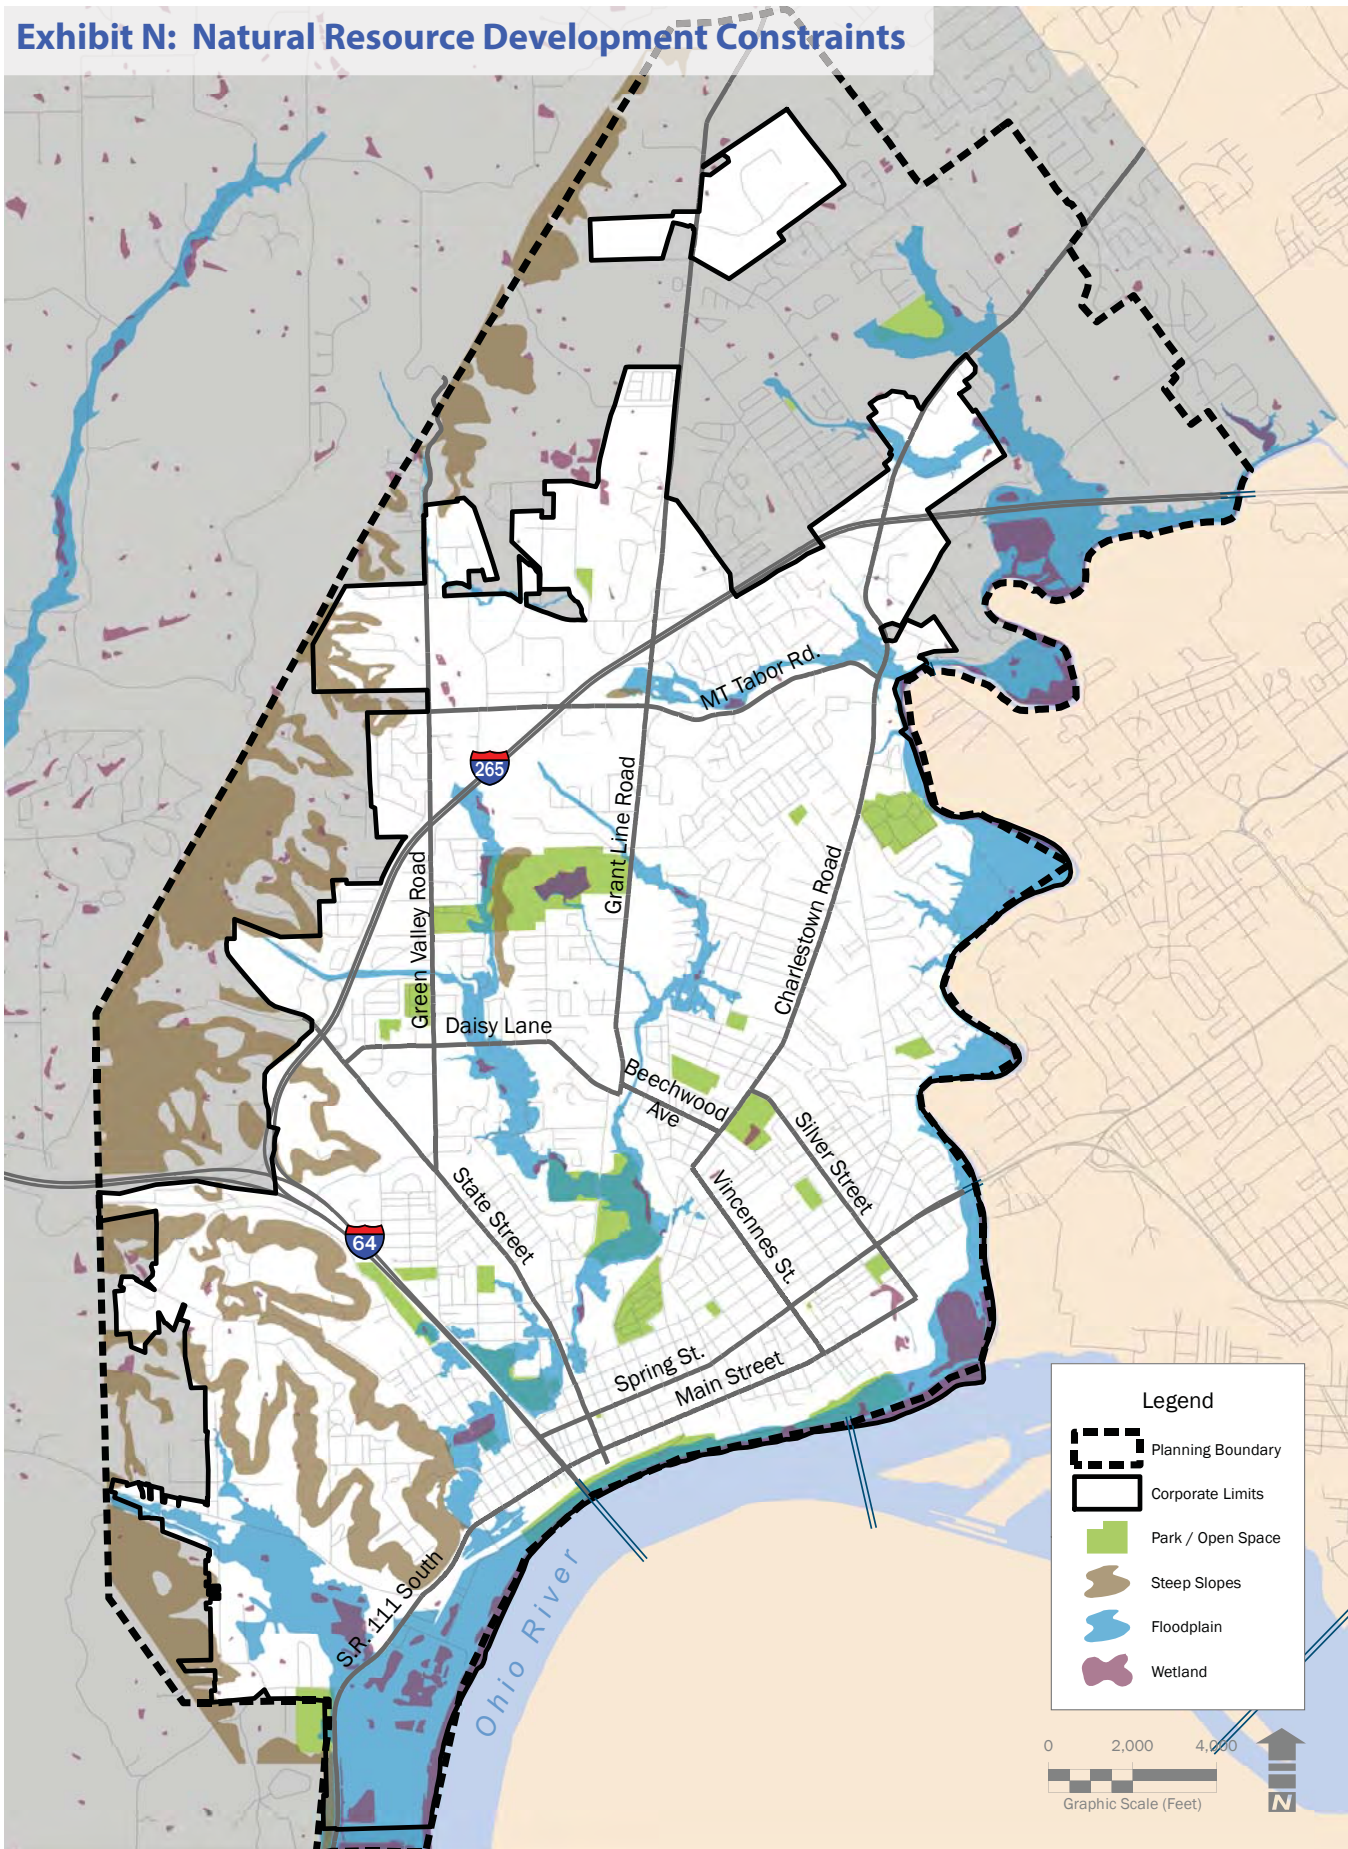 Exhibit N: Natural Resource Development Constraints
MT Tabor Rd.
265
Grant Line Road
Green Valley Road
Charlestown Road
Daisy Lane
Beechwood
Ave
Silver Street
State Street
Vincennes St.
64
Spring St.
Main Street
S.R. 111 South
Ohio River
Legend
Planning Boundary
Corporate Limits
Park / Open Space
Steep Slopes
Floodplain
Wetland
0 2,000 4,000
Graphic Scale (Feet)
N